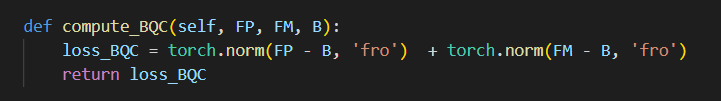 def compute_BQC(self, FP, FM, B):
    loss_BQC = torch.norm(FP - B, 'fro')  + torch.norm(FM - B, 'fro')
    return loss_BQC